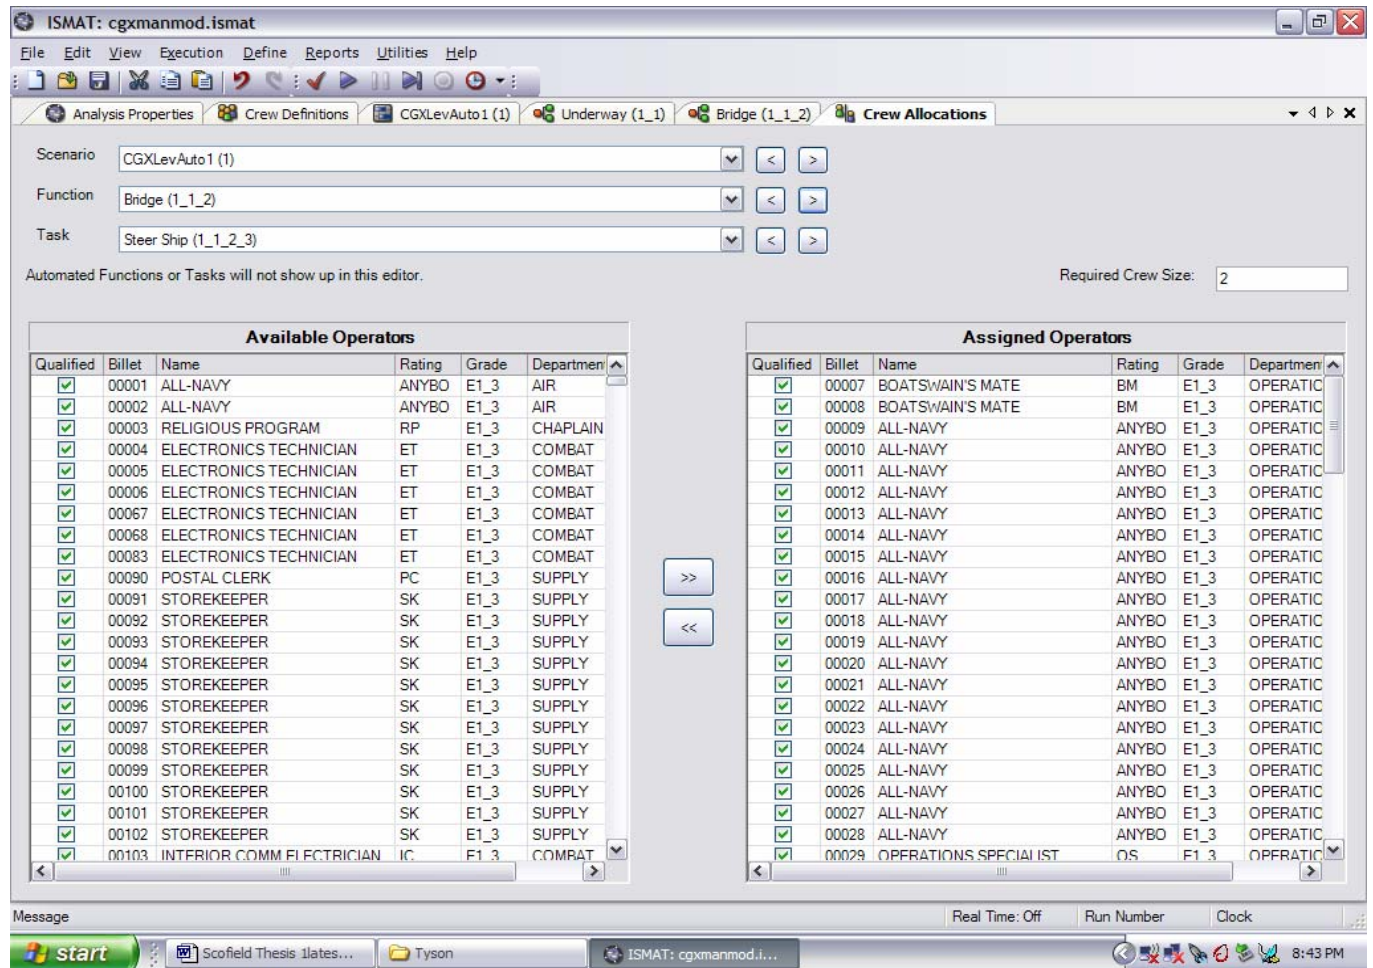 ISMAT: cgxmanmod.ismat
File Edit View Execution Define Reports Utilities Help
Analysis Properties Crew Definitions CGXLevAuto1 (1) Underway (1_1) Bridge (1_1_2) Crew Allocations
Scenario CGXLevAuto1 (1) < >
Function Bridge (1_1_2) < >
Task Steer Ship (1_1_2_3) < >
Automated Functions or Tasks will not show up in this editor. Required Crew Size: 2
Available Operators
Qualified Billet Name Rating Grade Departmen
00001 ALL-NAVY ANYBO E1_3 AIR
00002 ALL-NAVY ANYBO E1_3 AIR
00003 RELIGIOUS PROGRAM RP E1_3 CHAPLAIN
00004 ELECTRONICS TECHNICIAN ET E1_3 COMBAT
00005 ELECTRONICS TECHNICIAN ET E1_3 COMBAT
00006 ELECTRONICS TECHNICIAN ET E1_3 COMBAT
00067 ELECTRONICS TECHNICIAN ET E1_3 COMBAT
00068 ELECTRONICS TECHNICIAN ET E1_3 COMBAT
00083 ELECTRONICS TECHNICIAN ET E1_3 COMBAT
00090 POSTAL CLERK PC E1_3 SUPPLY
00091 STOREKEEPER SK E1_3 SUPPLY
00092 STOREKEEPER SK E1_3 SUPPLY
00093 STOREKEEPER SK E1_3 SUPPLY
00094 STOREKEEPER SK E1_3 SUPPLY
00095 STOREKEEPER SK E1_3 SUPPLY
00096 STOREKEEPER SK E1_3 SUPPLY
00097 STOREKEEPER SK E1_3 SUPPLY
00098 STOREKEEPER SK E1_3 SUPPLY
00099 STOREKEEPER SK E1_3 SUPPLY
00100 STOREKEEPER SK E1_3 SUPPLY
00101 STOREKEEPER SK E1_3 SUPPLY
00102 STOREKEEPER SK E1_3 SUPPLY
00103 INTERIOR COMM ELECTRICIAN IC E1_3 COMBAT
>>
<<
Assigned Operators
Qualified Billet Name Rating Grade Departmen
00007 BOATSWAIN'S MATE BM E1_3 OPERATIC
00008 BOATSWAIN'S MATE BM E1_3 OPERATIC
00009 ALL-NAVY ANYBO E1_3 OPERATIC
00010 ALL-NAVY ANYBO E1_3 OPERATIC
00011 ALL-NAVY ANYBO E1_3 OPERATIC
00012 ALL-NAVY ANYBO E1_3 OPERATIC
00013 ALL-NAVY ANYBO E1_3 OPERATIC
00014 ALL-NAVY ANYBO E1_3 OPERATIC
00015 ALL-NAVY ANYBO E1_3 OPERATIC
00016 ALL-NAVY ANYBO E1_3 OPERATIC
00017 ALL-NAVY ANYBO E1_3 OPERATIC
00018 ALL-NAVY ANYBO E1_3 OPERATIC
00019 ALL-NAVY ANYBO E1_3 OPERATIC
00020 ALL-NAVY ANYBO E1_3 OPERATIC
00021 ALL-NAVY ANYBO E1_3 OPERATIC
00022 ALL-NAVY ANYBO E1_3 OPERATIC
00023 ALL-NAVY ANYBO E1_3 OPERATIC
00024 ALL-NAVY ANYBO E1_3 OPERATIC
00025 ALL-NAVY ANYBO E1_3 OPERATIC
00026 ALL-NAVY ANYBO E1_3 OPERATIC
00027 ALL-NAVY ANYBO E1_3 OPERATIC
00028 ALL-NAVY ANYBO E1_3 OPERATIC
00029 OPERATIONS SPECIALIST OS E1_3 OPERATIC
Message Real Time: Off Run Number Clock
start Scofield Thesis 1lates... Tyson ISMAT: cgxmanmod.i... 8:43 PM